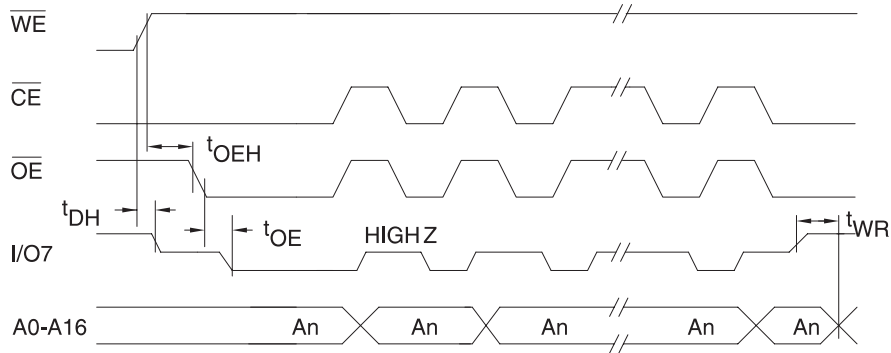 WE
CE
tOEH
OE
tDH
tOE
HIGH Z
tWR
I/O7
A0-A16 An An An An An